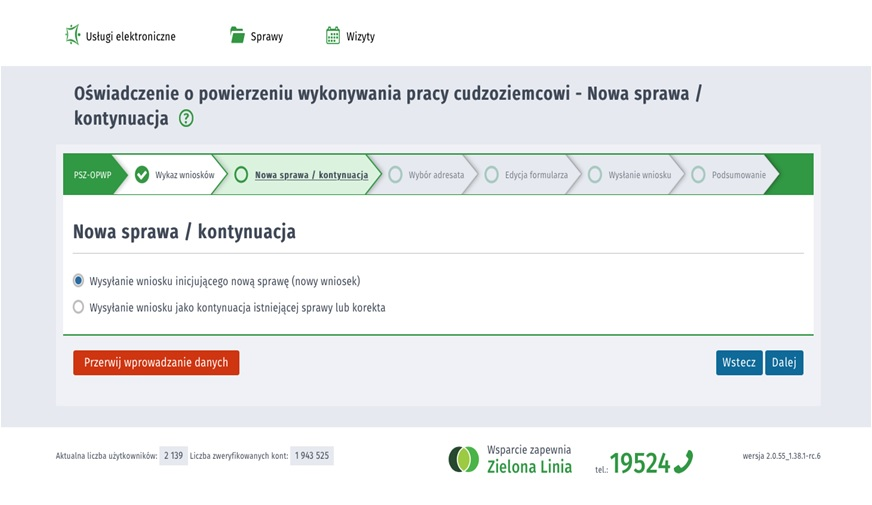 Usługi elektroniczne Sprawy Wizyty
Oświadczenie o powierzeniu wykonywania pracy cudzoziemcowi - Nowa sprawa /
kontynuacja ?
PSZ-OPWP Wykaz wniosków Nowa sprawa / kontynuacja Wybór adresata Edycja formularza Wysłanie wniosku Podsumowanie
Nowa sprawa / kontynuacja
Wysyłanie wniosku inicjującego nową sprawę (nowy wniosek)
Wysyłanie wniosku jako kontynuacja istniejącej sprawy lub korekta
Przerwij wprowadzanie danych Wstecz Dalej
Aktualna liczba użytkowników: 2 139 Liczba zweryfikowanych kont: 1 943 525
Wsparcie zapewnia
Zielona Linia
tel.: 19524
wersja 2.0.55_1.38.1-rc.6